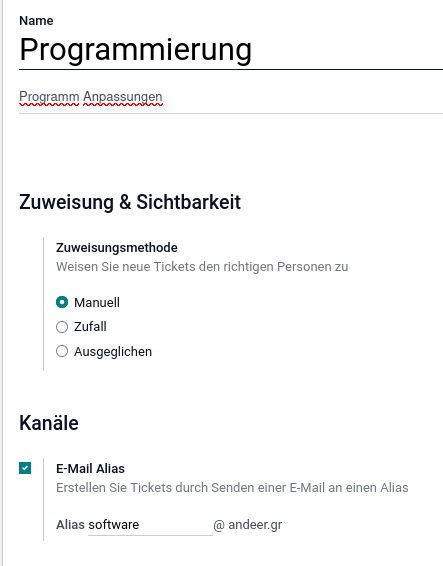 Name
Programmierung
Programm Anpassungen
Zuweisung & Sichtbarkeit
Zuweisungsmethode
Weisen Sie neue Tickets den richtigen Personen zu
Manuell
Zufall
Ausgeglichen
Kanäle
E-Mail Alias
Erstellen Sie Tickets durch Senden einer E-Mail an einen Alias
Alias software @ andeer.gr